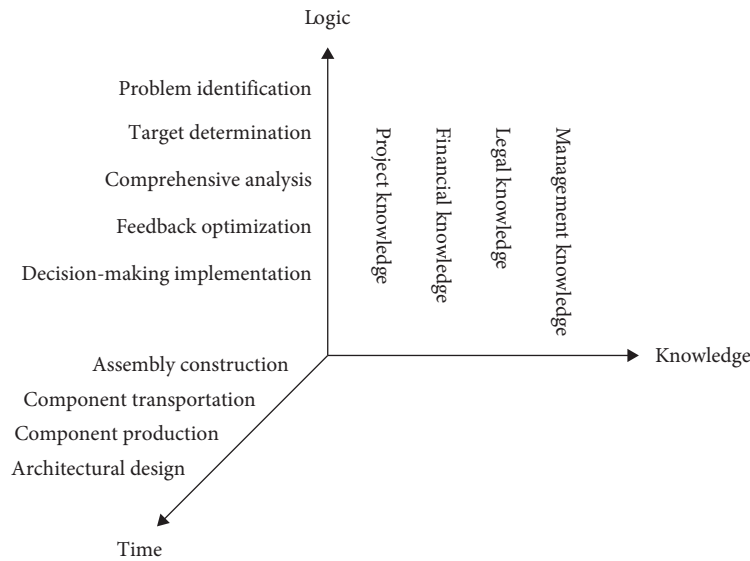 Logic
Problem identification
Target determination
Comprehensive analysis
Feedback optimization
Decision-making implementation
Project knowledge
Financial knowledge
Legal knowledge
Management knowledge
Knowledge
Assembly construction
Component transportation
Component production
Architectural design
Time